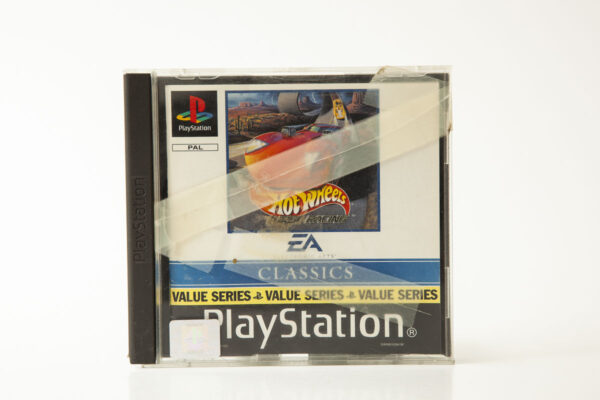 PlayStation
PlayStation
PAL
HOT WHEELS
EA
CLASSICS
VALUE SERIES VALUE SERIES VALUE SERIES
PlayStation®